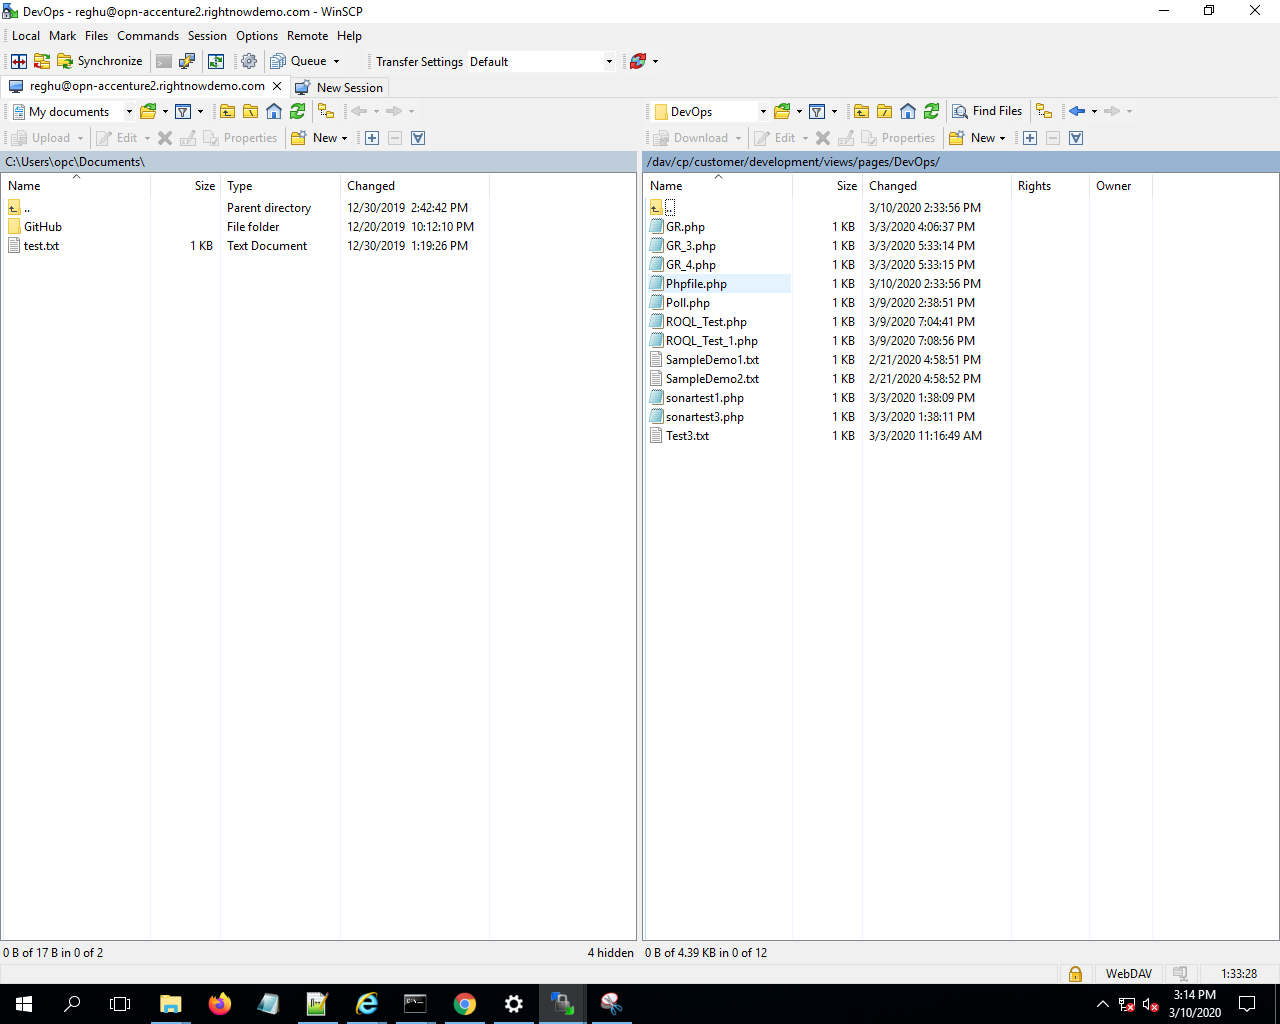 DevOps - reghu@opn-accenture2.rightnowdemo.com - WinSCP
Local Mark Files Commands Session Options Remote Help
Synchronize Queue Transfer Settings Default
reghu@opn-accenture2.rightnowdemo.com New Session
My documents DevOps Find Files
Upload Edit Properties New Download Edit Properties New
C:\Users\opc\Documents\ /dav/cp/customer/development/views/pages/DevOps/
Name Size Type Changed
.. Parent directory 12/30/2019 2:42:42 PM
GitHub File folder 12/20/2019 10:12:10 PM
test.txt 1 KB Text Document 12/30/2019 1:19:26 PM
Name Size Changed Rights Owner
.. 3/10/2020 2:33:56 PM
GR.php 1 KB 3/3/2020 4:06:37 PM
GR_3.php 1 KB 3/3/2020 5:33:14 PM
GR_4.php 1 KB 3/3/2020 5:33:15 PM
Phpfile.php 1 KB 3/10/2020 2:33:56 PM
Poll.php 1 KB 3/9/2020 2:38:51 PM
ROQL_Test.php 1 KB 3/9/2020 7:04:41 PM
ROQL_Test_1.php 1 KB 3/9/2020 7:08:56 PM
SampleDemo1.txt 1 KB 2/21/2020 4:58:51 PM
SampleDemo2.txt 1 KB 2/21/2020 4:58:52 PM
sonartest1.php 1 KB 3/3/2020 1:38:09 PM
sonartest3.php 1 KB 3/3/2020 1:38:11 PM
Test3.txt 1 KB 3/3/2020 11:16:49 AM
0 B of 17 B in 0 of 2 4 hidden 0 B of 4.39 KB in 0 of 12
WebDAV 1:33:28
3:14 PM
3/10/2020